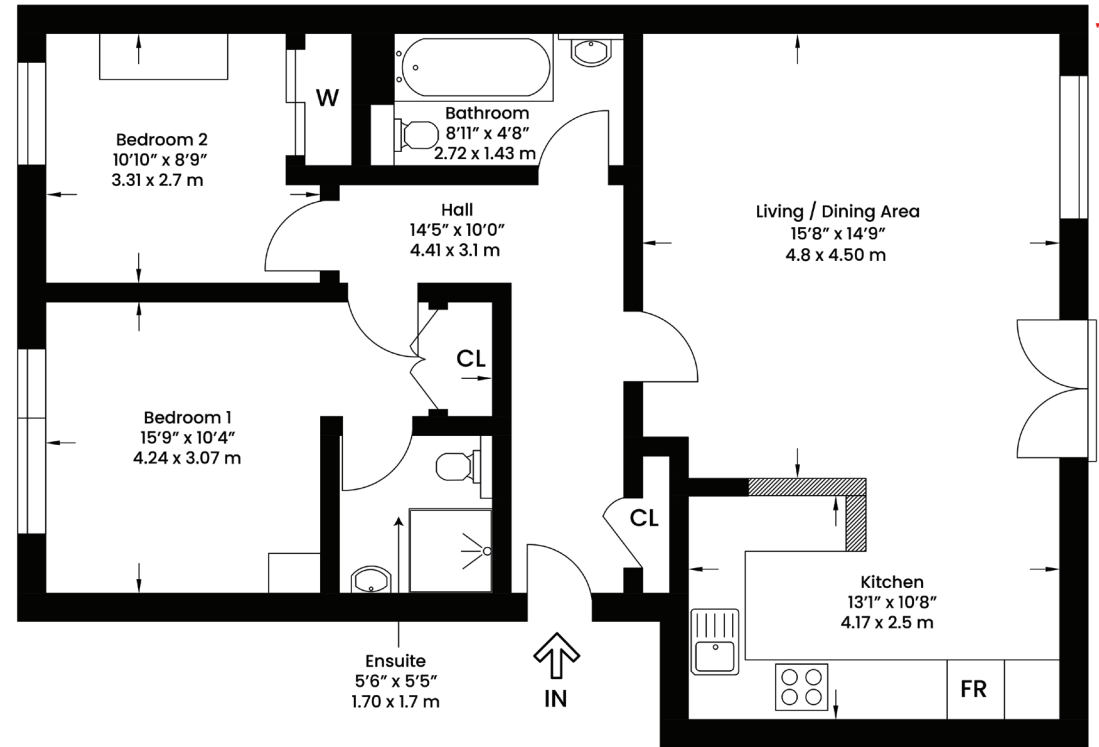 Bedroom 2
10'10" x 8'9"
3.31 x 2.7 m
W
Bathroom
8'11" x 4'8"
2.72 x 1.43 m
Hall
14'5" x 10'0"
4.41 x 3.1 m
Living / Dining Area
15'8" x 14'9"
4.8 x 4.50 m
CL
Bedroom 1
15'9" x 10'4"
4.24 x 3.07 m
CL
Kitchen
13'1" x 10'8"
4.17 x 2.5 m
Ensuite
5'6" x 5'5"
1.70 x 1.7 m
IN
FR